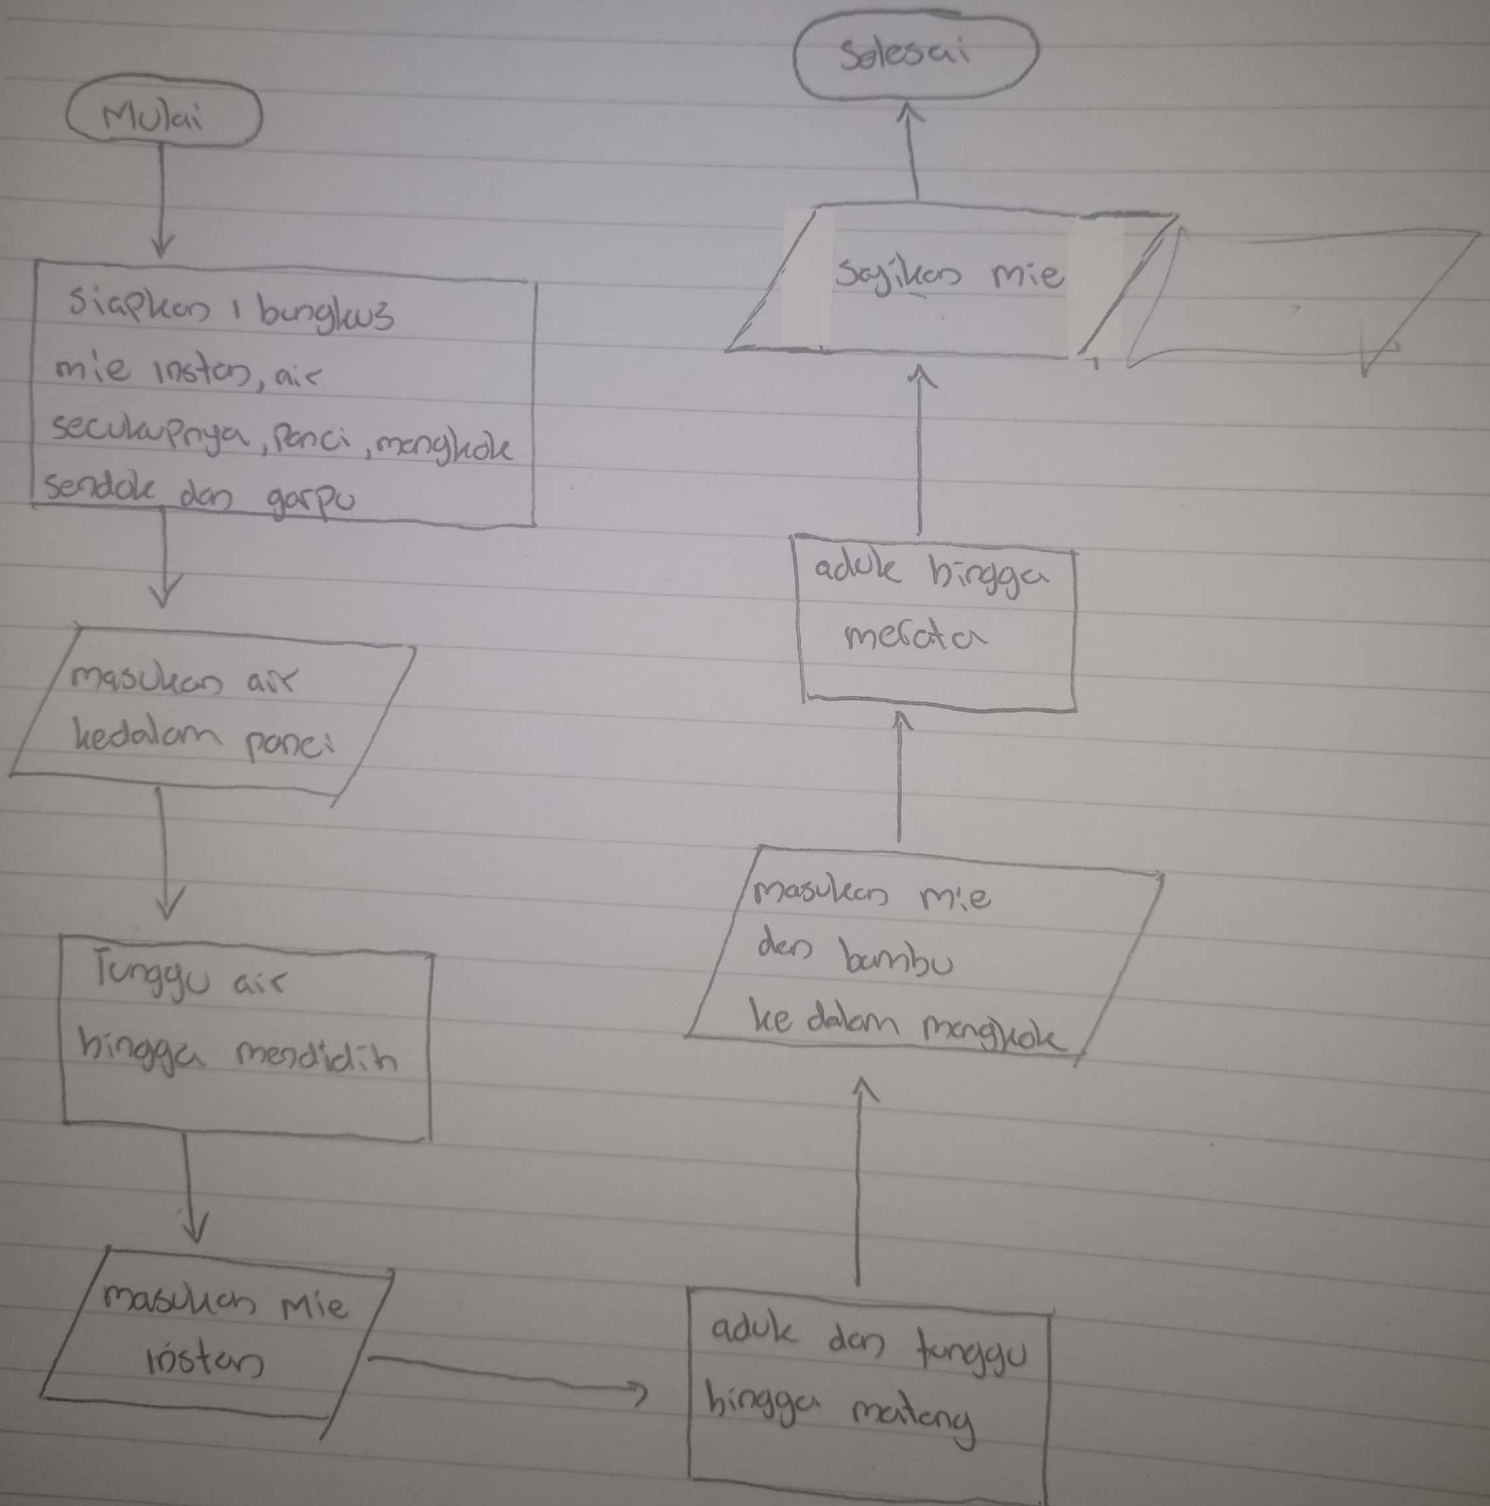 Mulai
Siapkan 1 bungkus
mie instan, air
secukupnya, panci, mangkok
sendok dan garpu
masukan air
kedalam panci
Tunggu air
hingga mendidih
masukan Mie
instan
aduk dan tunggu
hingga matang
masukan mie
dan bumbu
ke dalam mangkok
aduk hingga
merata
Sajikan mie
Selesai